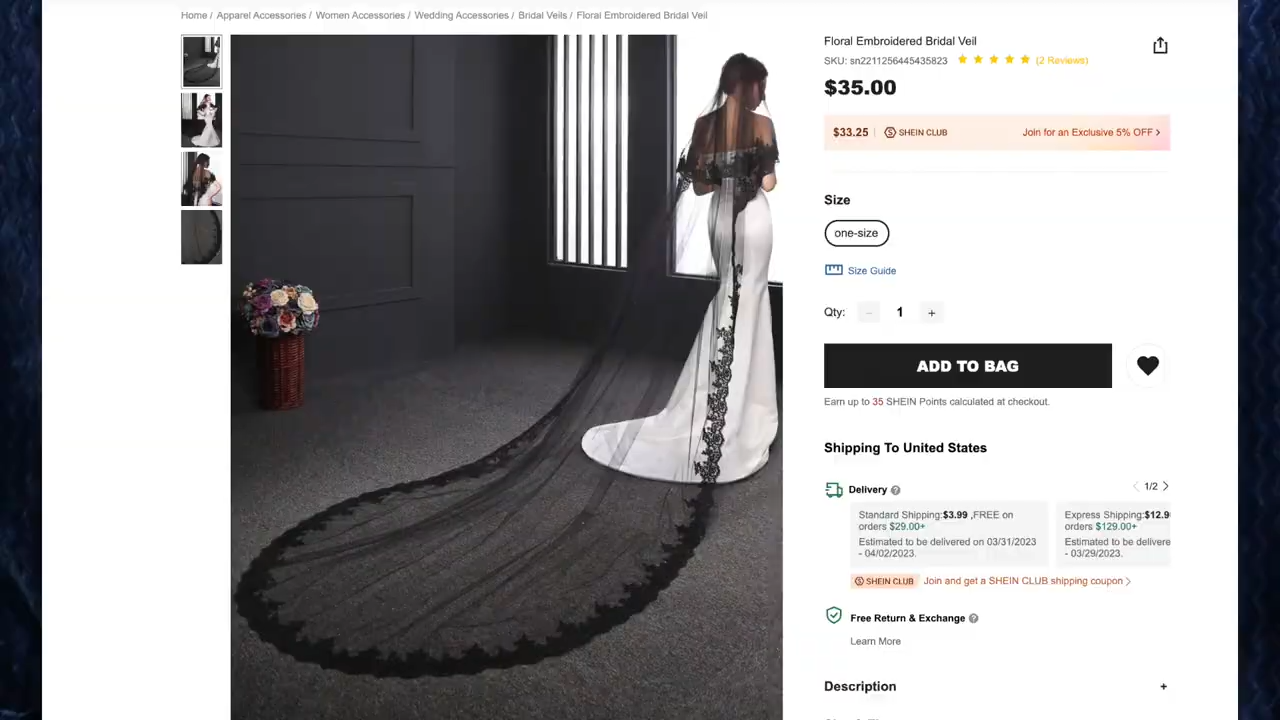 Home / Apparel Accessories / Women Accessories / Wedding Accessories / Bridal Veils / Floral Embroidered Bridal Veil
Floral Embroidered Bridal Veil
SKU: sn2211256445435823 (2 Reviews)
$35.00
$33.25 | S SHEIN CLUB Join for an Exclusive 5% OFF >
Size
one-size
Size Guide
Qty: - 1 +
ADD TO BAG
Earn up to 35 SHEIN Points calculated at checkout.
Shipping To United States
Delivery ? < 1/2 >
Standard Shipping:$3.99 ,FREE on
orders $29.00+
Estimated to be delivered on 03/31/2023
- 04/02/2023.
Express Shipping:$12.9
orders $129.00+
Estimated to be delivere
- 03/29/2023.
S SHEIN CLUB Join and get a SHEIN CLUB shipping coupon >
Free Return & Exchange ?
Learn More
Description +